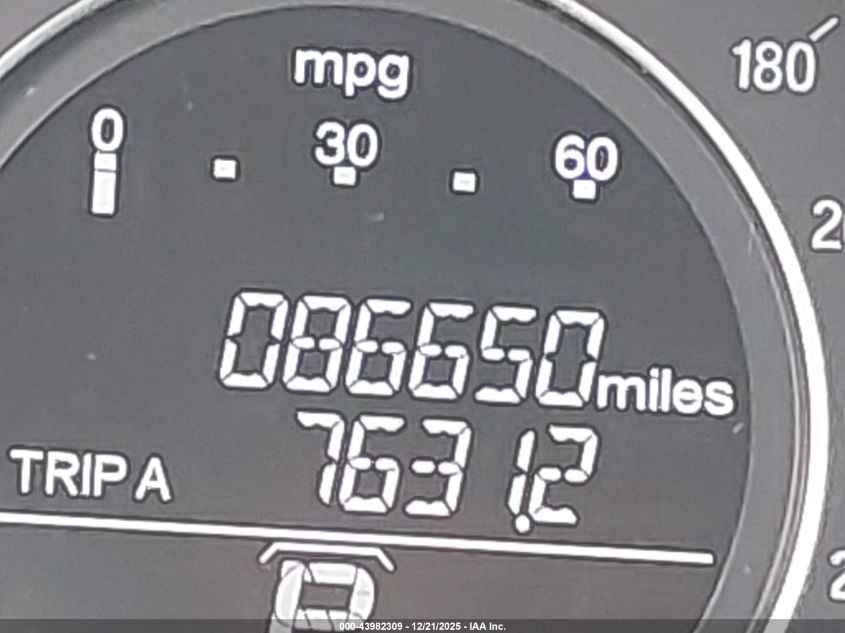 mpg
180
0
30
60
086650 miles
TRIP A 7631.2
P
000-43982309 - 12/21/2025 - IAA Inc.